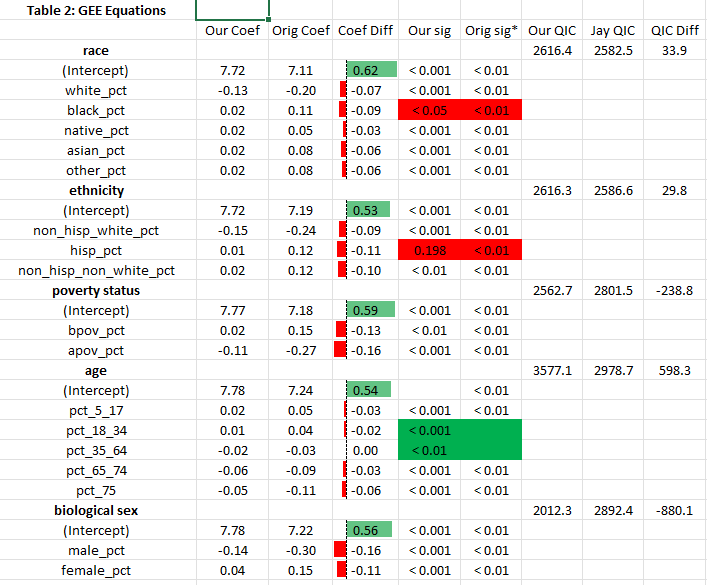 Table 2: GEE Equations
Our Coef Orig Coef Coef Diff Our sig Orig sig* Our QIC Jay QIC QIC Diff
race 2616.4 2582.5 33.9
(Intercept) 7.72 7.11 0.62 < 0.001 < 0.01
white_pct -0.13 -0.20 -0.07 < 0.001 < 0.01
black_pct 0.02 0.11 -0.09 < 0.05 < 0.01
native_pct 0.02 0.05 -0.03 < 0.001 < 0.01
asian_pct 0.02 0.08 -0.06 < 0.001 < 0.01
other_pct 0.02 0.08 -0.06 < 0.001 < 0.01
ethnicity 2616.3 2586.6 29.8
(Intercept) 7.72 7.19 0.53 < 0.001 < 0.01
non_hisp_white_pct -0.15 -0.24 -0.09 < 0.001 < 0.01
hisp_pct 0.01 0.12 -0.11 0.198 < 0.01
non_hisp_non_white_pct 0.02 0.12 -0.10 < 0.01 < 0.01
poverty status 2562.7 2801.5 -238.8
(Intercept) 7.77 7.18 0.59 < 0.001 < 0.01
bpov_pct 0.02 0.15 -0.13 < 0.01 < 0.01
apov_pct -0.11 -0.27 -0.16 < 0.001 < 0.01
age 3577.1 2978.7 598.3
(Intercept) 7.78 7.24 0.54 < 0.01
pct_5_17 0.02 0.05 -0.03 < 0.001 < 0.01
pct_18_34 0.01 0.04 -0.02 < 0.001
pct_35_64 -0.02 -0.03 0.00 < 0.01
pct_65_74 -0.06 -0.09 -0.03 < 0.001 < 0.01
pct_75 -0.05 -0.11 -0.06 < 0.001 < 0.01
biological sex 2012.3 2892.4 -880.1
(Intercept) 7.78 7.22 0.56 < 0.001 < 0.01
male_pct -0.14 -0.30 -0.16 < 0.001 < 0.01
female_pct 0.04 0.15 -0.11 < 0.001 < 0.01